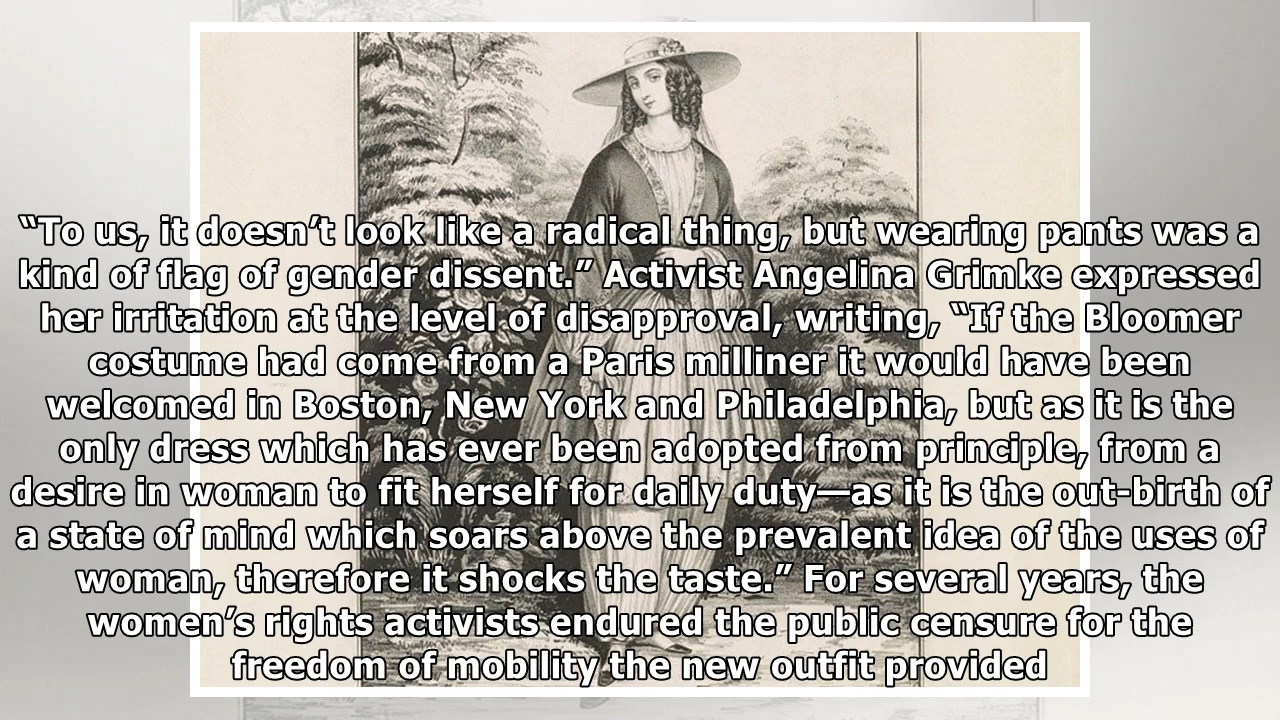 “To us, it doesn’t look like a radical thing, but wearing pants was a
kind of flag of gender dissent.” Activist Angelina Grimke expressed
her irritation at the level of disapproval, writing, “If the Bloomer
costume had come from a Paris milliner it would have been
welcomed in Boston, New York and Philadelphia, but as it is the
only dress which has ever been adopted from principle, from a
desire in woman to fit herself for daily duty—as it is the out-birth of
a state of mind which soars above the prevalent idea of the uses of
woman, therefore it shocks the taste.” For several years, the
women’s rights activists endured the public censure for the
freedom of mobility the new outfit provided